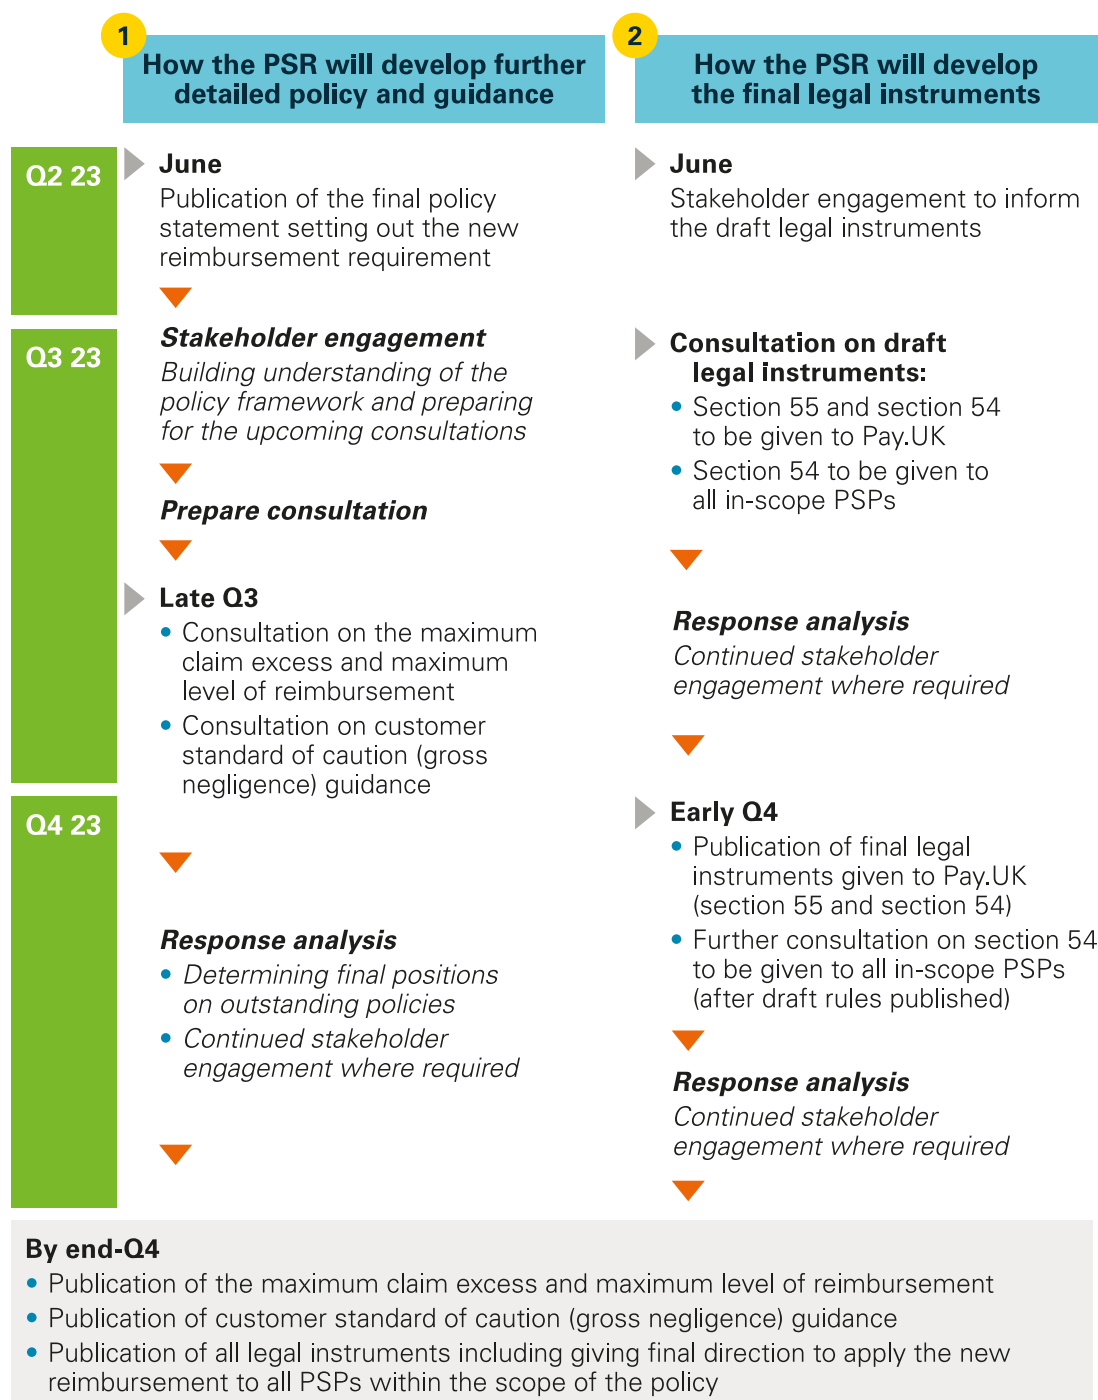 1
How the PSR will develop further
detailed policy and guidance
2
How the PSR will develop
the final legal instruments
Q2 23
June
Publication of the final policy
statement setting out the new
reimbursement requirement
June
Stakeholder engagement to inform
the draft legal instruments
Q3 23
Stakeholder engagement
Building understanding of the
policy framework and preparing
for the upcoming consultations
Prepare consultation
Late Q3
• Consultation on the maximum
claim excess and maximum
level of reimbursement
• Consultation on customer
standard of caution (gross
negligence) guidance
Consultation on draft
legal instruments:
• Section 55 and section 54
to be given to Pay.UK
• Section 54 to be given to
all in-scope PSPs
Response analysis
Continued stakeholder
engagement where required
Q4 23
Response analysis
• Determining final positions
on outstanding policies
• Continued stakeholder
engagement where required
Early Q4
• Publication of final legal
instruments given to Pay.UK
(section 55 and section 54)
• Further consultation on section 54
to be given to all in-scope PSPs
(after draft rules published)
Response analysis
Continued stakeholder
engagement where required
By end-Q4
• Publication of the maximum claim excess and maximum level of reimbursement
• Publication of customer standard of caution (gross negligence) guidance
• Publication of all legal instruments including giving final direction to apply the new
reimbursement to all PSPs within the scope of the policy